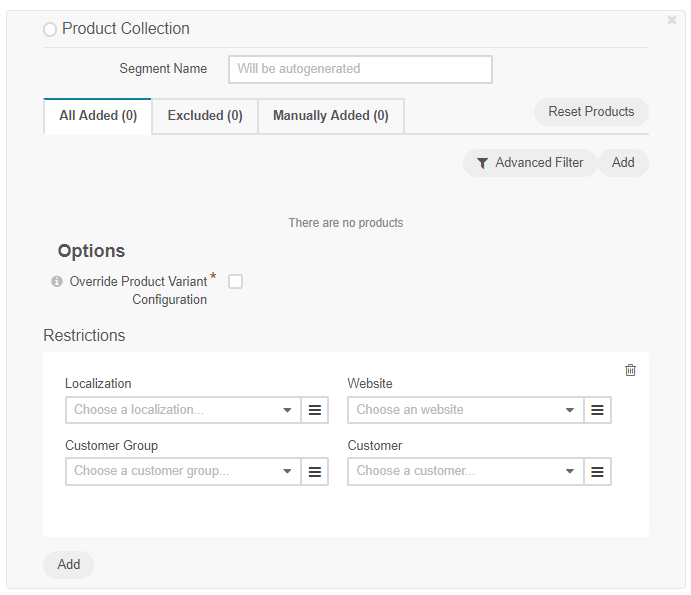 Product Collection
Segment Name
Will be autogenerated
All Added (0)
Excluded (0)
Manually Added (0)
Reset Products
Advanced Filter
Add
There are no products
Options
Override Product Variant *
Configuration
Restrictions
Localization
Website
Choose a localization...
Choose an website
Customer Group
Customer
Choose a customer group...
Choose a customer...
Add